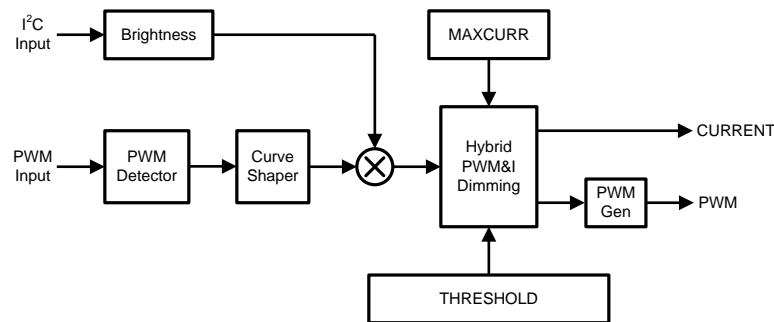 I²C
Input
Brightness
MAXCURR
PWM
Input
PWM
Detector
Curve
Shaper
Hybrid
PWM&I
Dimming
CURRENT
PWM
Gen
PWM
THRESHOLD